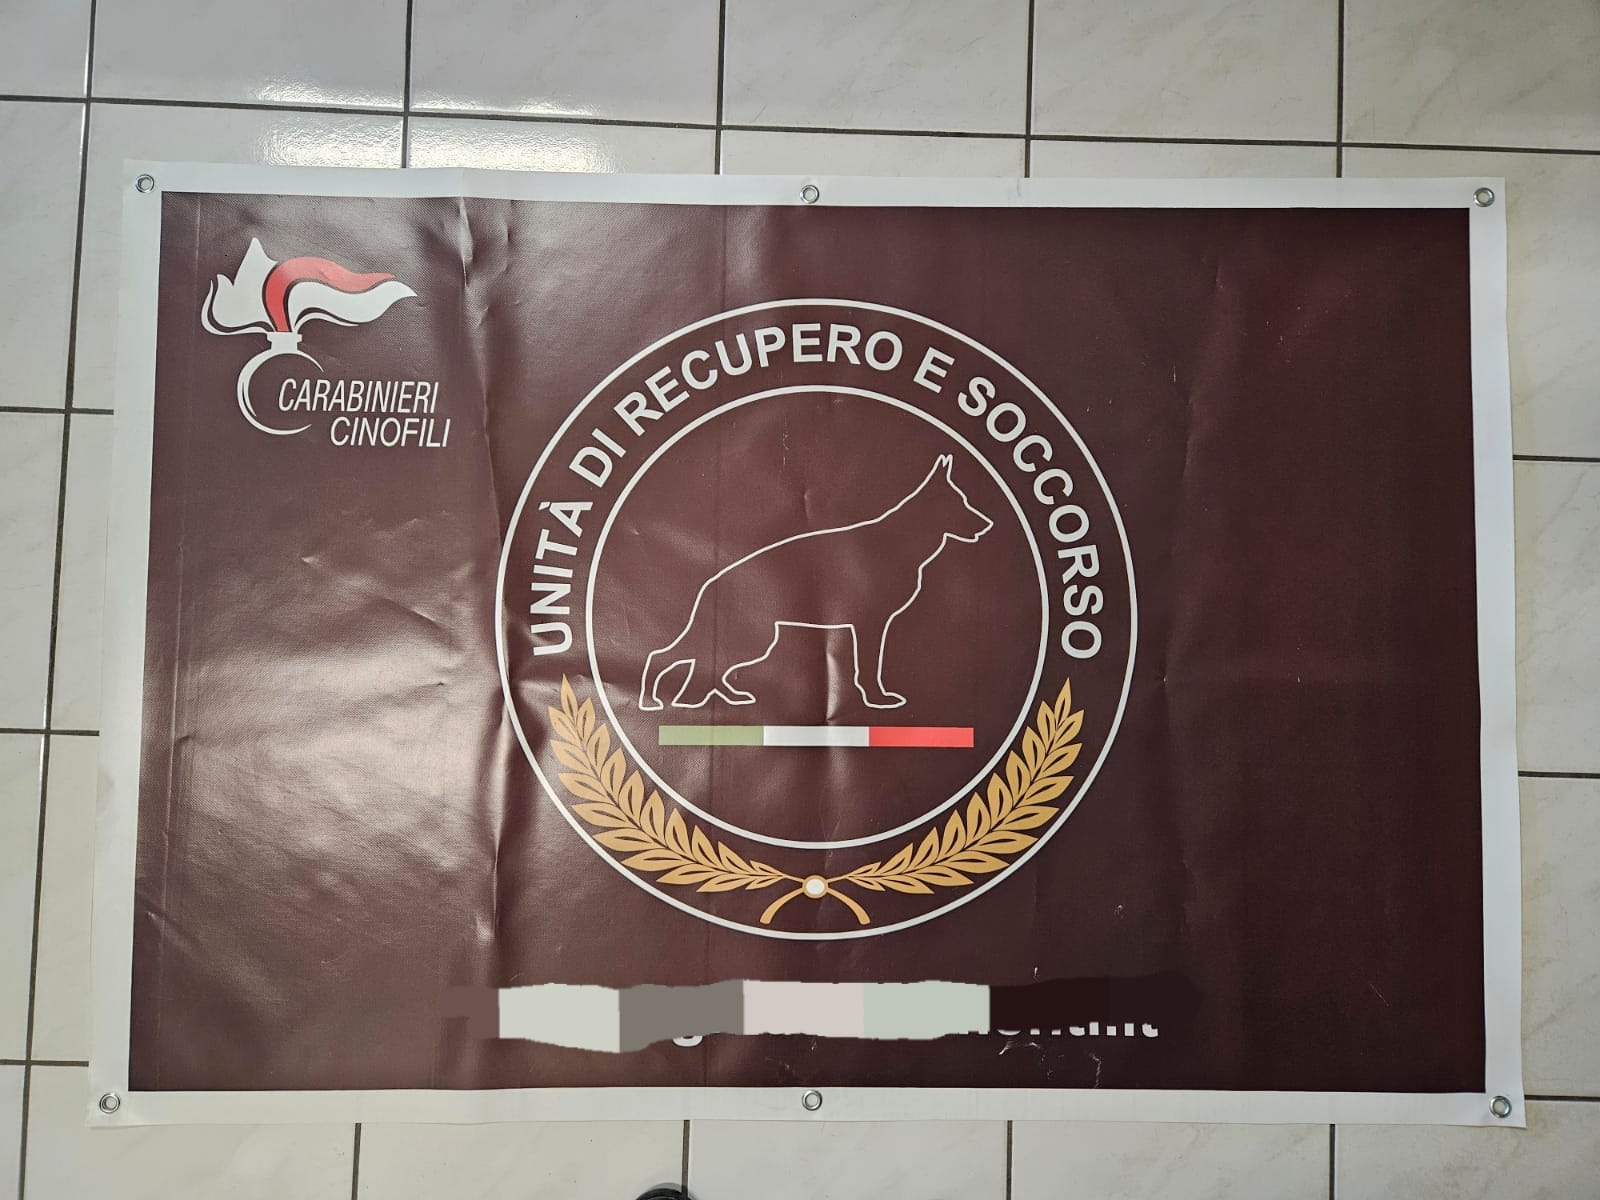 CARABINIERI
CINOFILI
UNITÀ DI RECUPERO E SOCCORSO